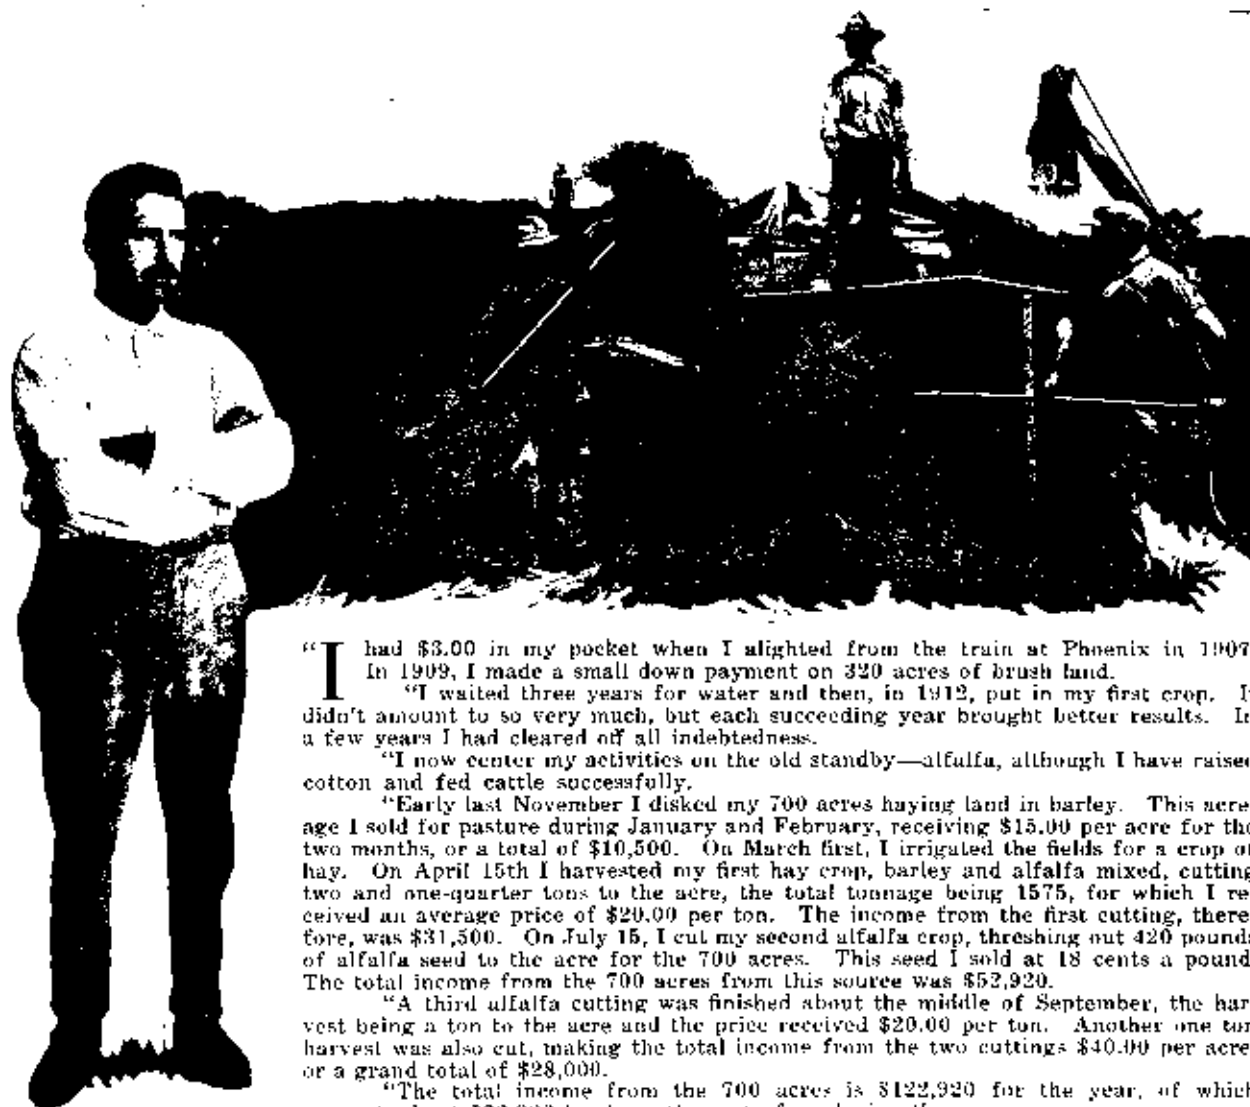 "I had $3.00 in my pocket when I alighted from the train at Phoenix in 1907
In 1909, I made a small down payment on 320 acres of brush land.
"I waited three years for water and then, in 1912, put in my first crop. I
didn't amount to so very much, but each succeeding year brought better results. In
a few years I had cleared off all indebtedness.
"I now center my activities on the old standby—alfalfa, although I have raised
cotton and fed cattle successfully.
"Early last November I disked my 700 acres haying land in barley. This acre
age I sold for pasture during January and February, receiving $15.00 per acre for the
two months, or a total of $10,500. On March first, I irrigated the fields for a crop of
hay. On April 15th I harvested my first hay crop, barley and alfalfa mixed, cutting
two and one-quarter tons to the acre, the total tonnage being 1575, for which I re
ceived an average price of $20.00 per ton. The income from the first cutting, there
fore, was $31,500. On July 15, I cut my second alfalfa crop, threshing out 420 pounds
of alfalfa seed to the acre for the 700 acres. This seed I sold at 18 cents a pound
The total income from the 700 acres from this source was $52,920.
"A third alfalfa cutting was finished about the middle of September, the har
vest being a ton to the acre and the price received $20.00 per ton. Another one ton
harvest was also cut, making the total income from the two cuttings $40.00 per acre
or a grand total of $28,000.
"The total income from the 700 acres is $122,920 for the year, of which